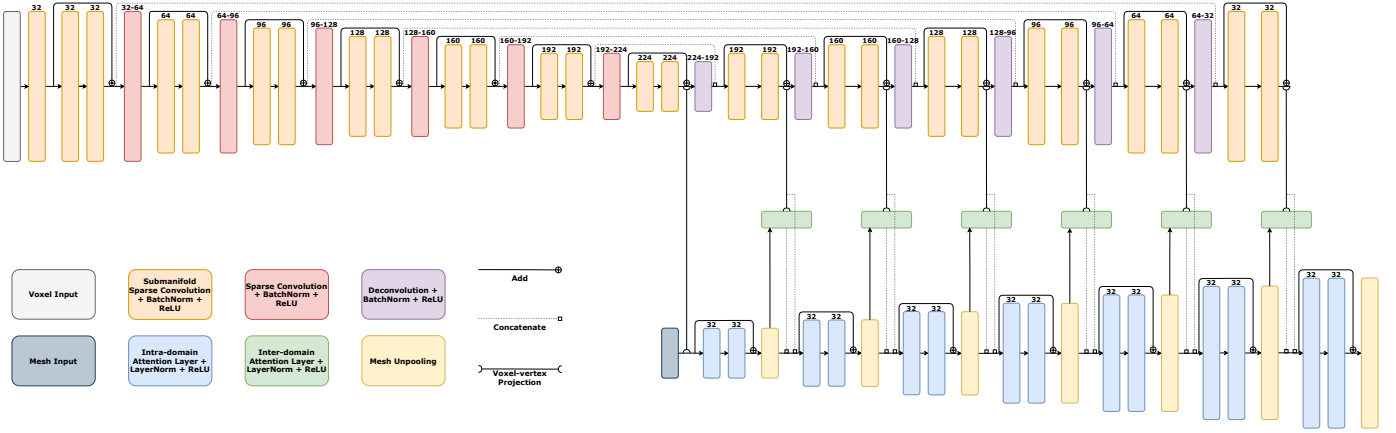 32 32 32 32-64 64 64 64-96 96 96 96-128 128 128 128-160 160 160 160-192 192 192 192-224 224 224 224-192 192 192 192-160 160 160 160-128 128 128 128-96 96 96 96-64 64 64 64-32 32 32
Voxel Input
Submanifold
Sparse Convolution
+ BatchNorm +
ReLU
Sparse Convolution
+ BatchNorm +
ReLU
Deconvolution +
BatchNorm + ReLU
Add
Concatenate
Mesh Input
Intra-domain
Attention Layer +
LayerNorm + ReLU
Inter-domain
Attention Layer +
LayerNorm + ReLU
Mesh Unpooling
Voxel-vertex
Projection
32 32 32 32 32 32 32 32 32 32 32 32 32 32